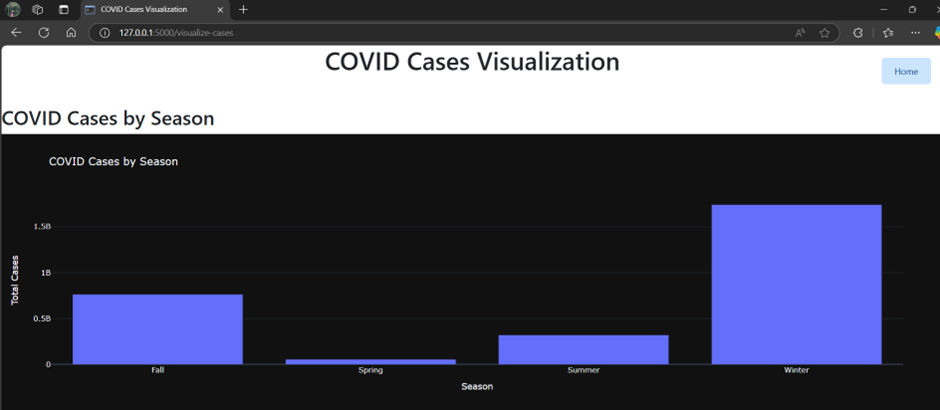 COVID Cases Visualization
127.0.0.1:5000/visualize-cases
COVID Cases Visualization
Home
COVID Cases by Season
COVID Cases by Season
1.5B
1B
0.5B
0
Total Cases
Fall Spring Summer Winter
Season